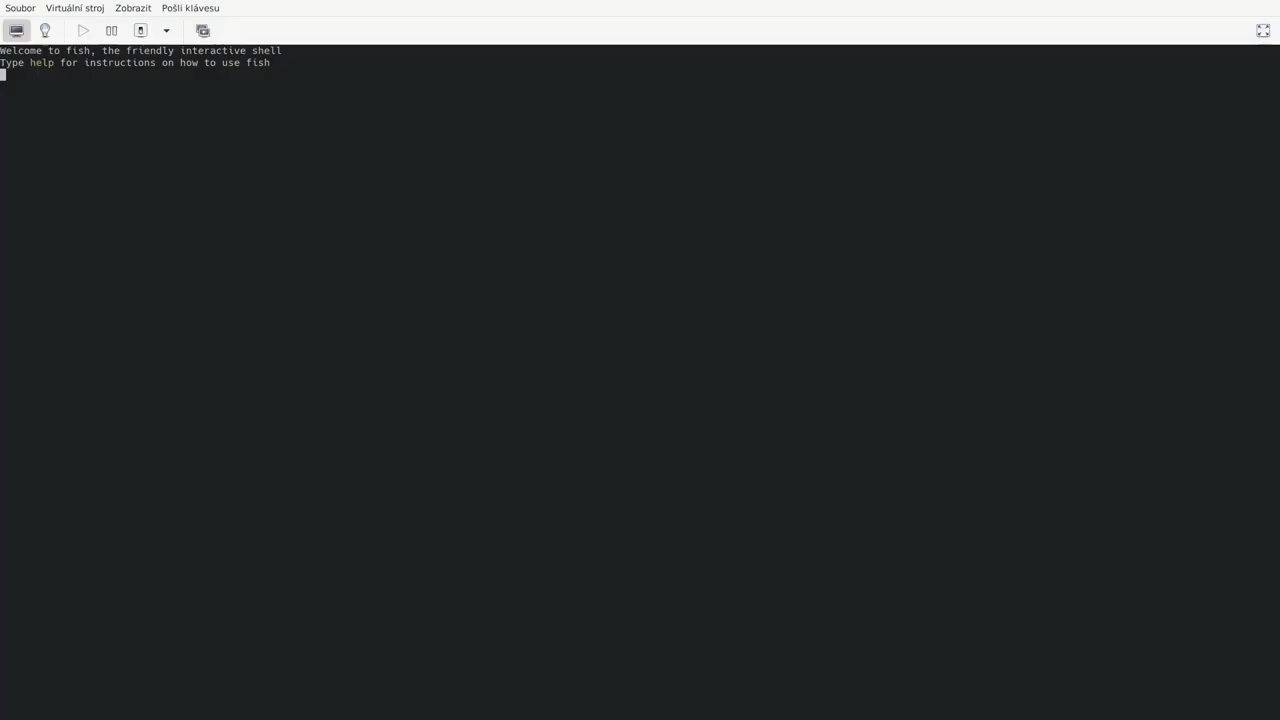 Soubor Virtuální stroj Zobrazit Pošli klávesu
Welcome to fish, the friendly interactive shell
Type help for instructions on how to use fish